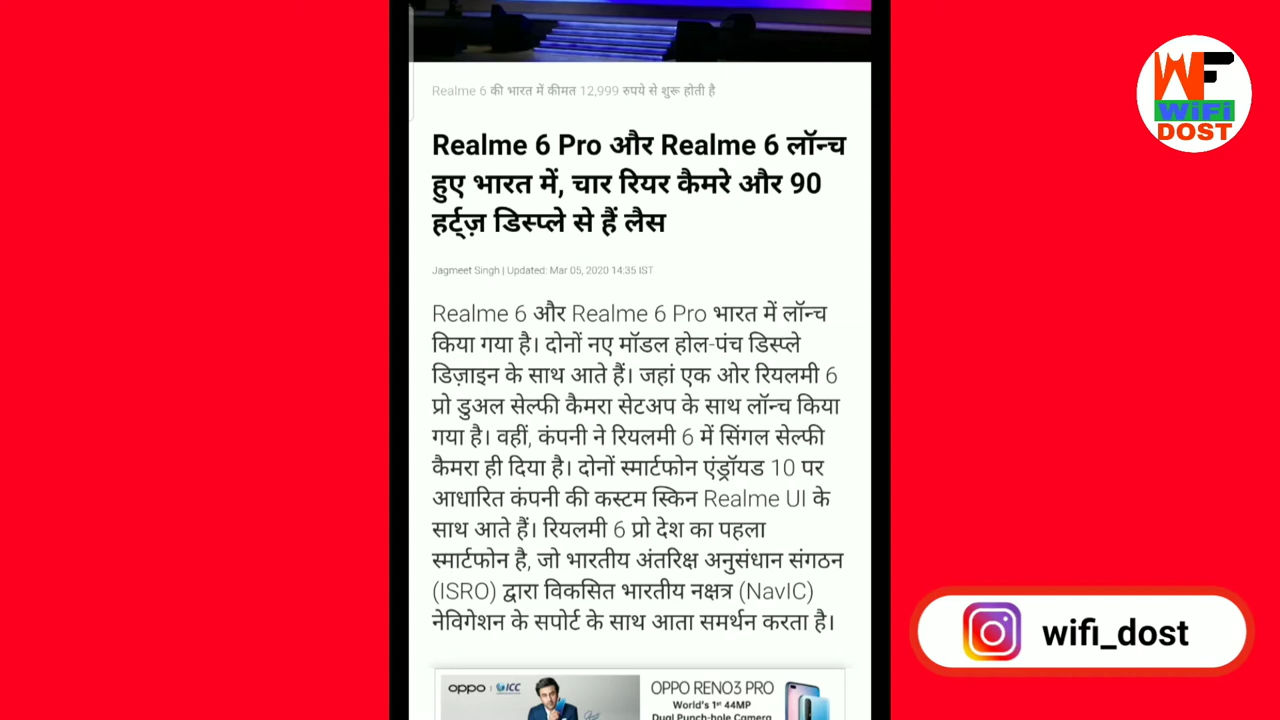 Realme 6 की भारत में कीमत 12,999 रुपये से शुरू होती है
Realme 6 Pro और Realme 6 लॉन्च
हुए भारत में, चार रियर कैमरे और 90
हर्ट्ज़ डिस्प्ले से हैं लैस
Jagmeet Singh | Updated: Mar 05, 2020 14:35 IST
Realme 6 और Realme 6 Pro भारत में लॉन्च
किया गया है। दोनों नए मॉडल होल-पंच डिस्प्ले
डिज़ाइन के साथ आते हैं। जहां एक ओर रियलमी 6
प्रो डुअल सेल्फी कैमरा सेटअप के साथ लॉन्च किया
गया है। वहीं, कंपनी ने रियलमी 6 में सिंगल सेल्फी
कैमरा ही दिया है। दोनों स्मार्टफोन एंड्रॉयड 10 पर
आधारित कंपनी की कस्टम स्किन Realme UI के
साथ आते हैं। रियलमी 6 प्रो देश का पहला
स्मार्टफोन है, जो भारतीय अंतरिक्ष अनुसंधान संगठन
(ISRO) द्वारा विकसित भारतीय नक्षत्र (NavIC)
नेविगेशन के सपोर्ट के साथ आता समर्थन करता है।
oppo ICC
OPPO RENO3 PRO
World's 1st 44MP
Dual Punch-hole Camera
WF
WiFi
DOST
wifi_dost